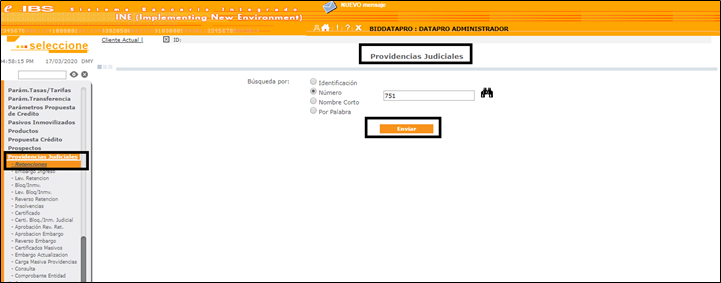 NUEVO mensaje
e IBS Sistema Bancario Integrado
INE (Implementing New Environment)
! ? X BIDDATAPRO : DATAPRO ADMINISTRADOR
...seleccione
Cliente Actual | ID:
4:58:15 PM 17/03/2020 DMY
Providencias Judiciales
Búsqueda por:
Identificación
Número
751
Nombre Corto
Por Palabra
Enviar
Parám.Tasas/Tarifas
Parám.Transferencia
Parámetros Propuesta
de Credito
Pasivos Inmovilizados
Productos
Propuesta Crédito
Prospectos
Providencias Judiciales
- Retenciones
- Embargo Ingreso
- Lev. Retencion
- Bloq/Inmv.
- Lev. Bloq/Inmv.
- Reverso Retencion
- Insolvencias
- Certificado
- Certi. Bloq./Inm. Judicial
- Aprobación Rev. Ret.
- Aprobacion Embargo
- Reverso Embargo
- Certificados Masivos
- Embargo Actualizacion
- Carga Masiva Providencias
- Consulta
- Comprobante Entidad